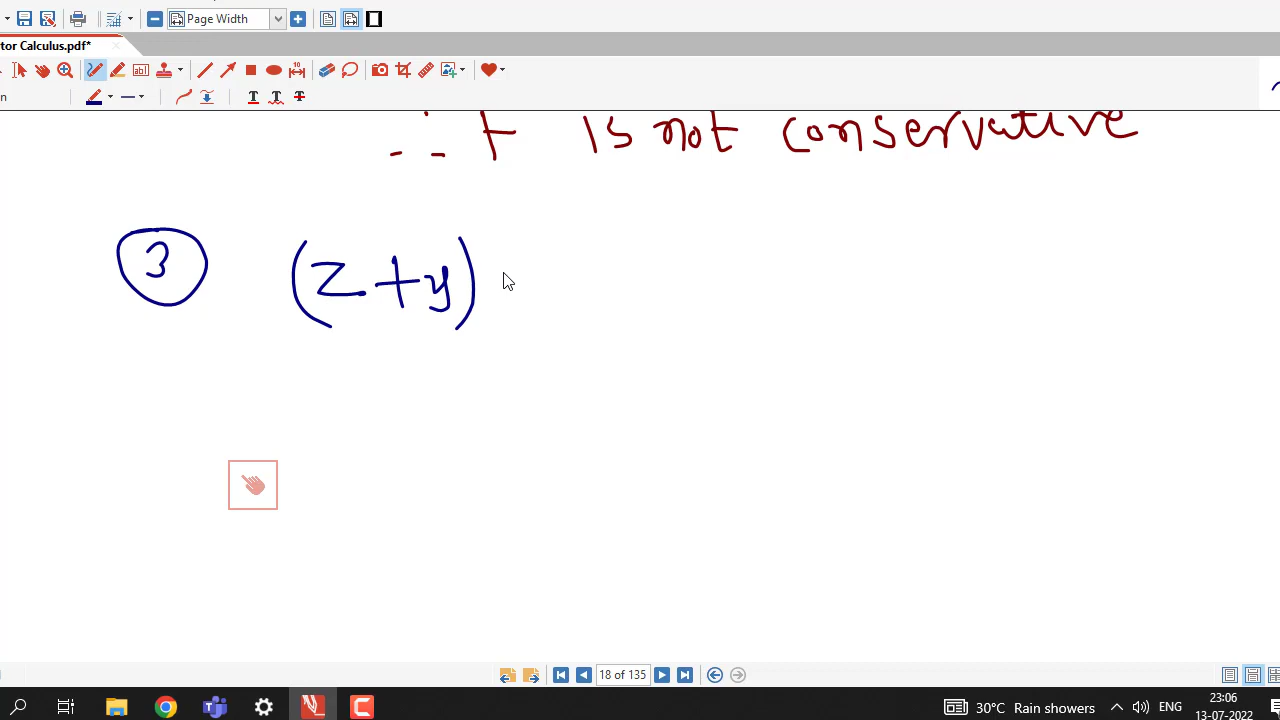 Page Width
tor Calculus.pdf*
10
n
T T T
∴ F is not conservative
3 (z+y)
18 of 135
30°C Rain showers ENG 23:06
13-07-2022